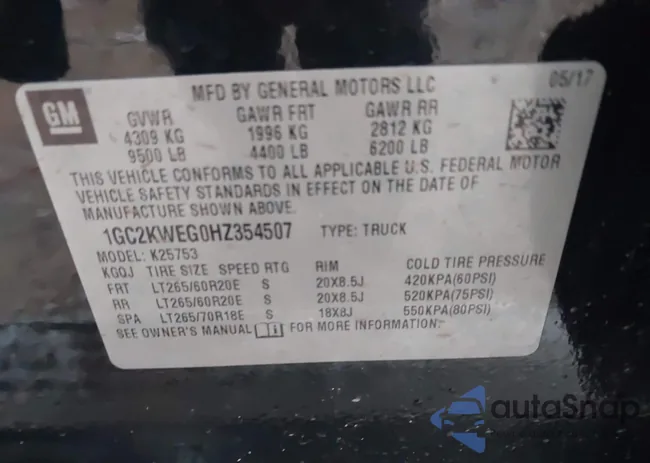 MFD BY GENERAL MOTORS LLC 05/17
GM
GVWR GAWR FRT GAWR RR
4309 KG 1996 KG 2812 KG
9500 LB 4400 LB 6200 LB
THIS VEHICLE CONFORMS TO ALL APPLICABLE U.S. FEDERAL MOTOR
VEHICLE SAFETY STANDARDS IN EFFECT ON THE DATE OF
MANUFACTURE SHOWN ABOVE.
1GC2KWEG0HZ354507 TYPE: TRUCK
MODEL: K25753
KGQJ TIRE SIZE SPEED RTG RIM COLD TIRE PRESSURE
FRT LT265/60R20E S 20X8.5J 420KPA(60PSI)
RR LT265/60R20E S 20X8.5J 520KPA(75PSI)
SPA LT265/70R18E S 18X8J 550KPA(80PSI)
SEE OWNER'S MANUAL FOR MORE INFORMATION.
autoSnap